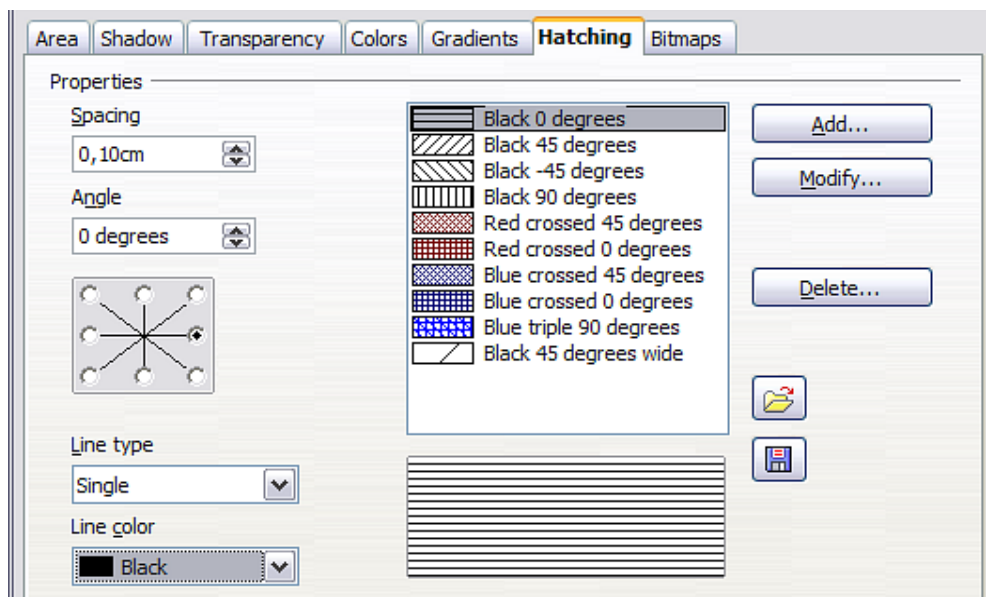 Area Shadow Transparency Colors Gradients Hatching Bitmaps
Properties
Spacing
0,10cm
Angle
0 degrees
Line type
Single
Line color
Black
Black 0 degrees
Black 45 degrees
Black -45 degrees
Black 90 degrees
Red crossed 45 degrees
Red crossed 0 degrees
Blue crossed 45 degrees
Blue crossed 0 degrees
Blue triple 90 degrees
Black 45 degrees wide
Add...
Modify...
Delete...